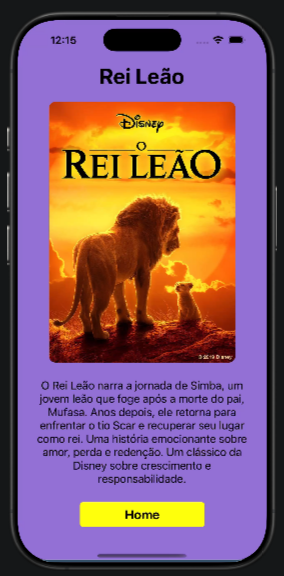 12:15
Rei Leão
Disney
O
REI LEÃO
© 2019 Disney
O Rei Leão narra a jornada de Simba, um
jovem leão que foge após a morte do pai,
Mufasa. Anos depois, ele retorna para
enfrentar o tio Scar e recuperar seu lugar
como rei. Uma história emocionante sobre
amor, perda e redenção. Um clássico da
Disney sobre crescimento e
responsabilidade.
Home